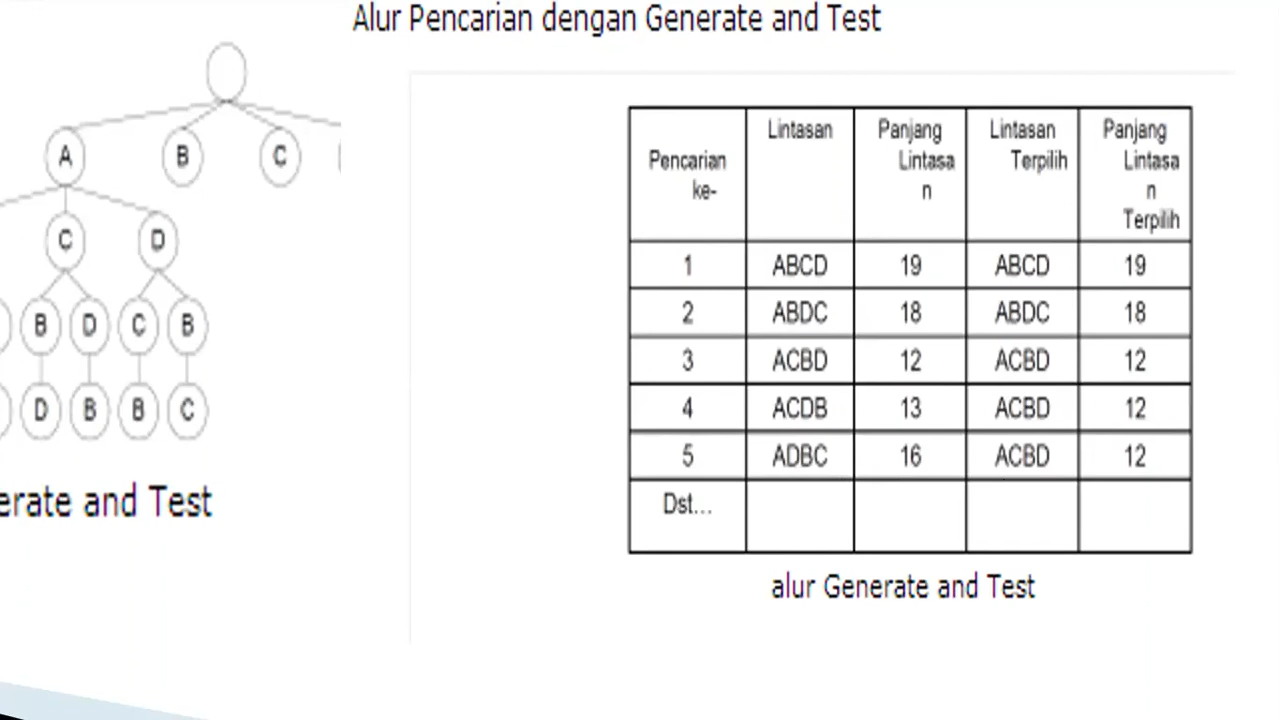 Alur Pencarian dengan Generate and Test
A B C
C D
B D C B
D B B C
erate and Test
Pencarian ke- Lintasan Panjang Lintasa n Lintasan Terpilih Panjang Lintasa n Terpilih
1 ABCD 19 ABCD 19
2 ABDC 18 ABDC 18
3 ACBD 12 ACBD 12
4 ACDB 13 ACBD 12
5 ADBC 16 ACBD 12
Dst...
alur Generate and Test